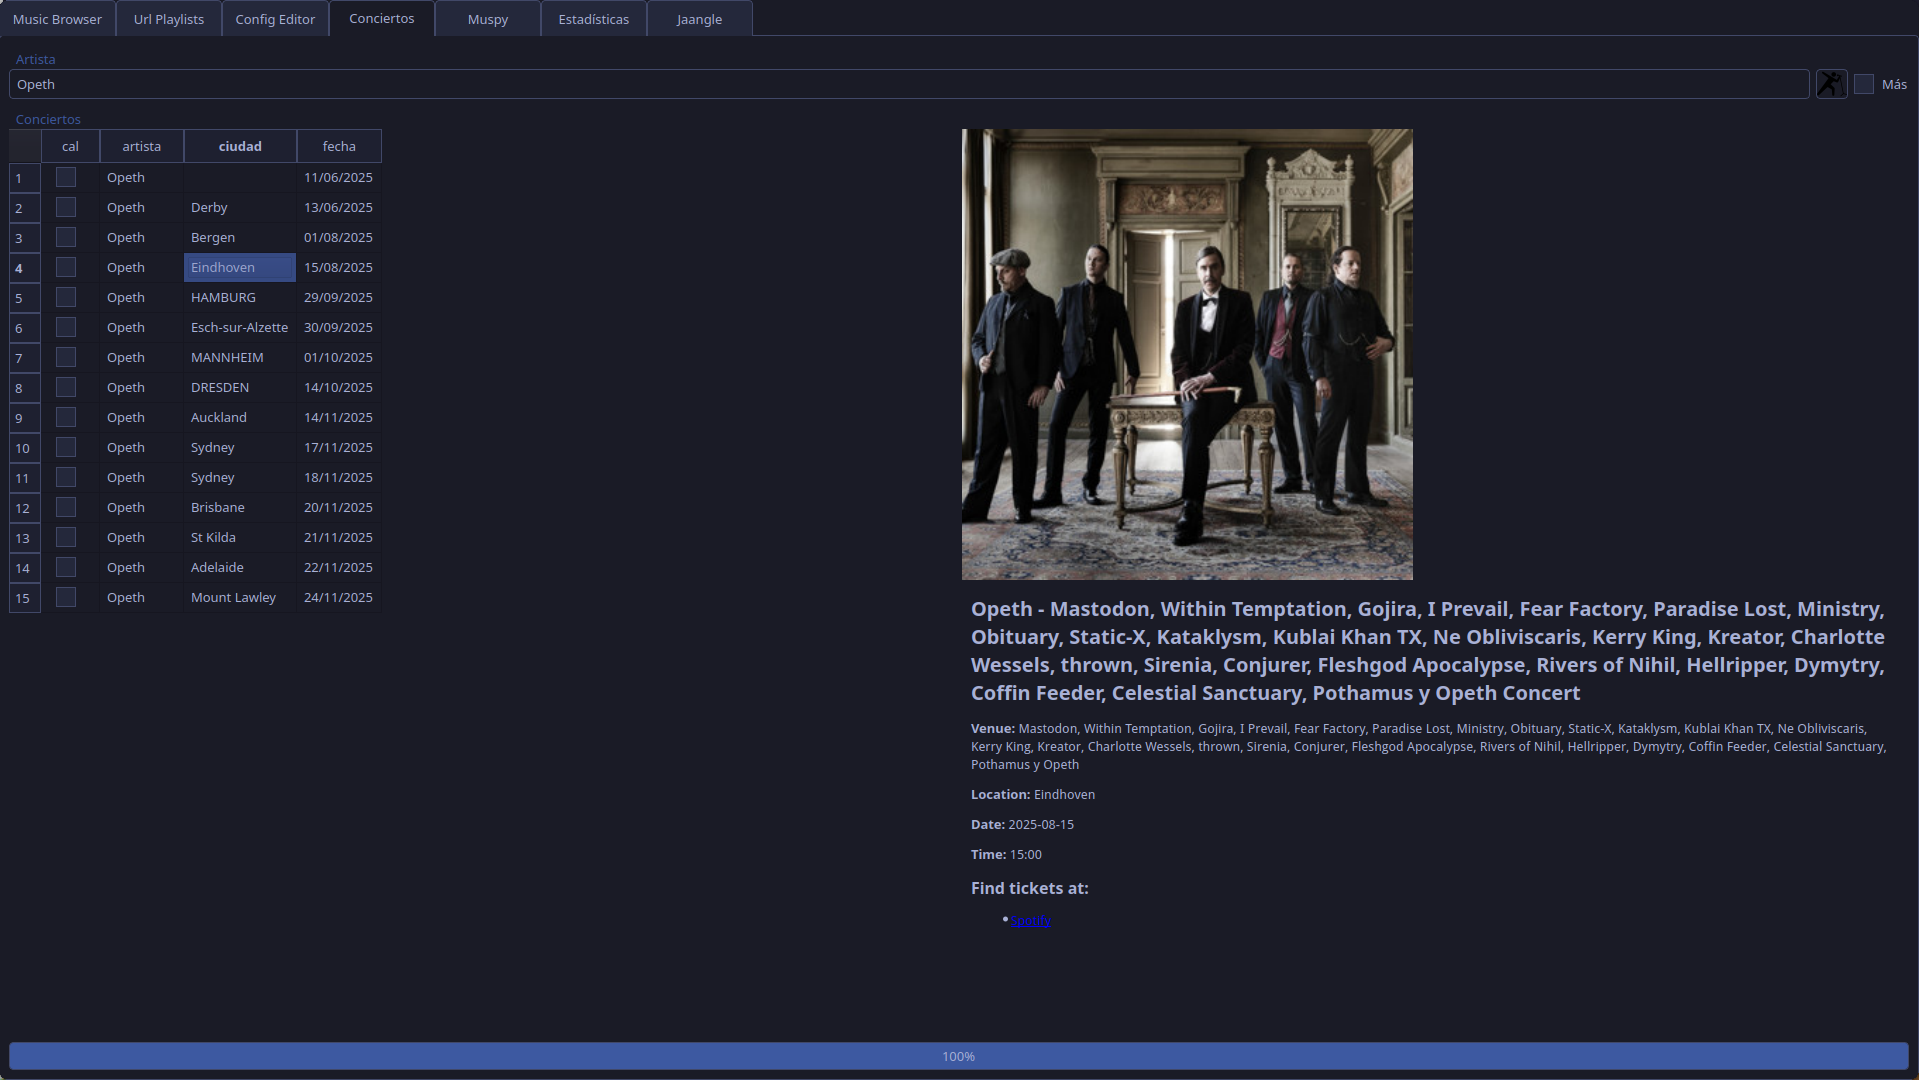 Music Browser
Url Playlists
Config Editor
Conciertos
Muspy
Estadísticas
Jaangle
Artista
Opeth
Más
Conciertos
cal artista ciudad fecha
1 Opeth 11/06/2025
2 Opeth Derby 13/06/2025
3 Opeth Bergen 01/08/2025
4 Opeth Eindhoven 15/08/2025
5 Opeth HAMBURG 29/09/2025
6 Opeth Esch-sur-Alzette 30/09/2025
7 Opeth MANNHEIM 01/10/2025
8 Opeth DRESDEN 14/10/2025
9 Opeth Auckland 14/11/2025
10 Opeth Sydney 17/11/2025
11 Opeth Sydney 18/11/2025
12 Opeth Brisbane 20/11/2025
13 Opeth St Kilda 21/11/2025
14 Opeth Adelaide 22/11/2025
15 Opeth Mount Lawley 24/11/2025
Opeth - Mastodon, Within Temptation, Gojira, I Prevail, Fear Factory, Paradise Lost, Ministry,
Obituary, Static-X, Kataklysm, Kublai Khan TX, Ne Obliviscaris, Kerry King, Kreator, Charlotte
Wessels, thrown, Sirenia, Conjurer, Fleshgod Apocalypse, Rivers of Nihil, Hellripper, Dymytry,
Coffin Feeder, Celestial Sanctuary, Pothamus y Opeth Concert
Venue: Mastodon, Within Temptation, Gojira, I Prevail, Fear Factory, Paradise Lost, Ministry, Obituary, Static-X, Kataklysm, Kublai Khan TX, Ne Obliviscaris,
Kerry King, Kreator, Charlotte Wessels, thrown, Sirenia, Conjurer, Fleshgod Apocalypse, Rivers of Nihil, Hellripper, Dymytry, Coffin Feeder, Celestial Sanctuary,
Pothamus y Opeth
Location: Eindhoven
Date: 2025-08-15
Time: 15:00
Find tickets at:
Spotify
100%